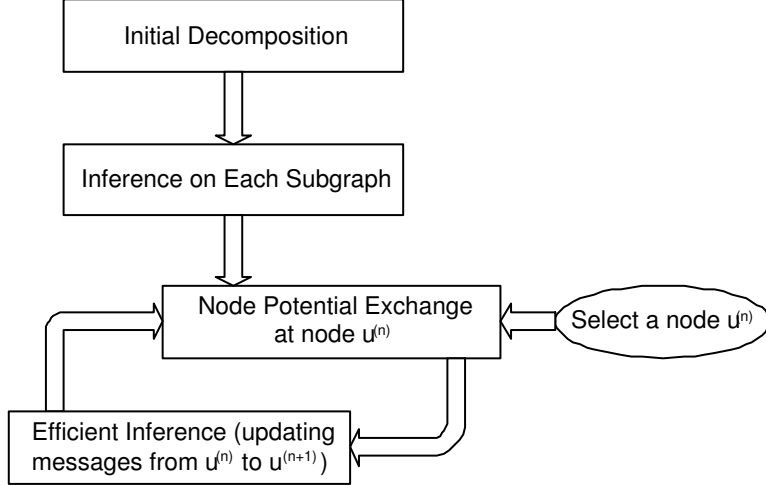 Initial Decomposition
Inference on Each Subgraph
Node Potential Exchange
at node u⁽ⁿ⁾
Select a node u⁽ⁿ⁾
Efficient Inference (updating
messages from u⁽ⁿ⁾ to u⁽ⁿ⁺¹⁾)